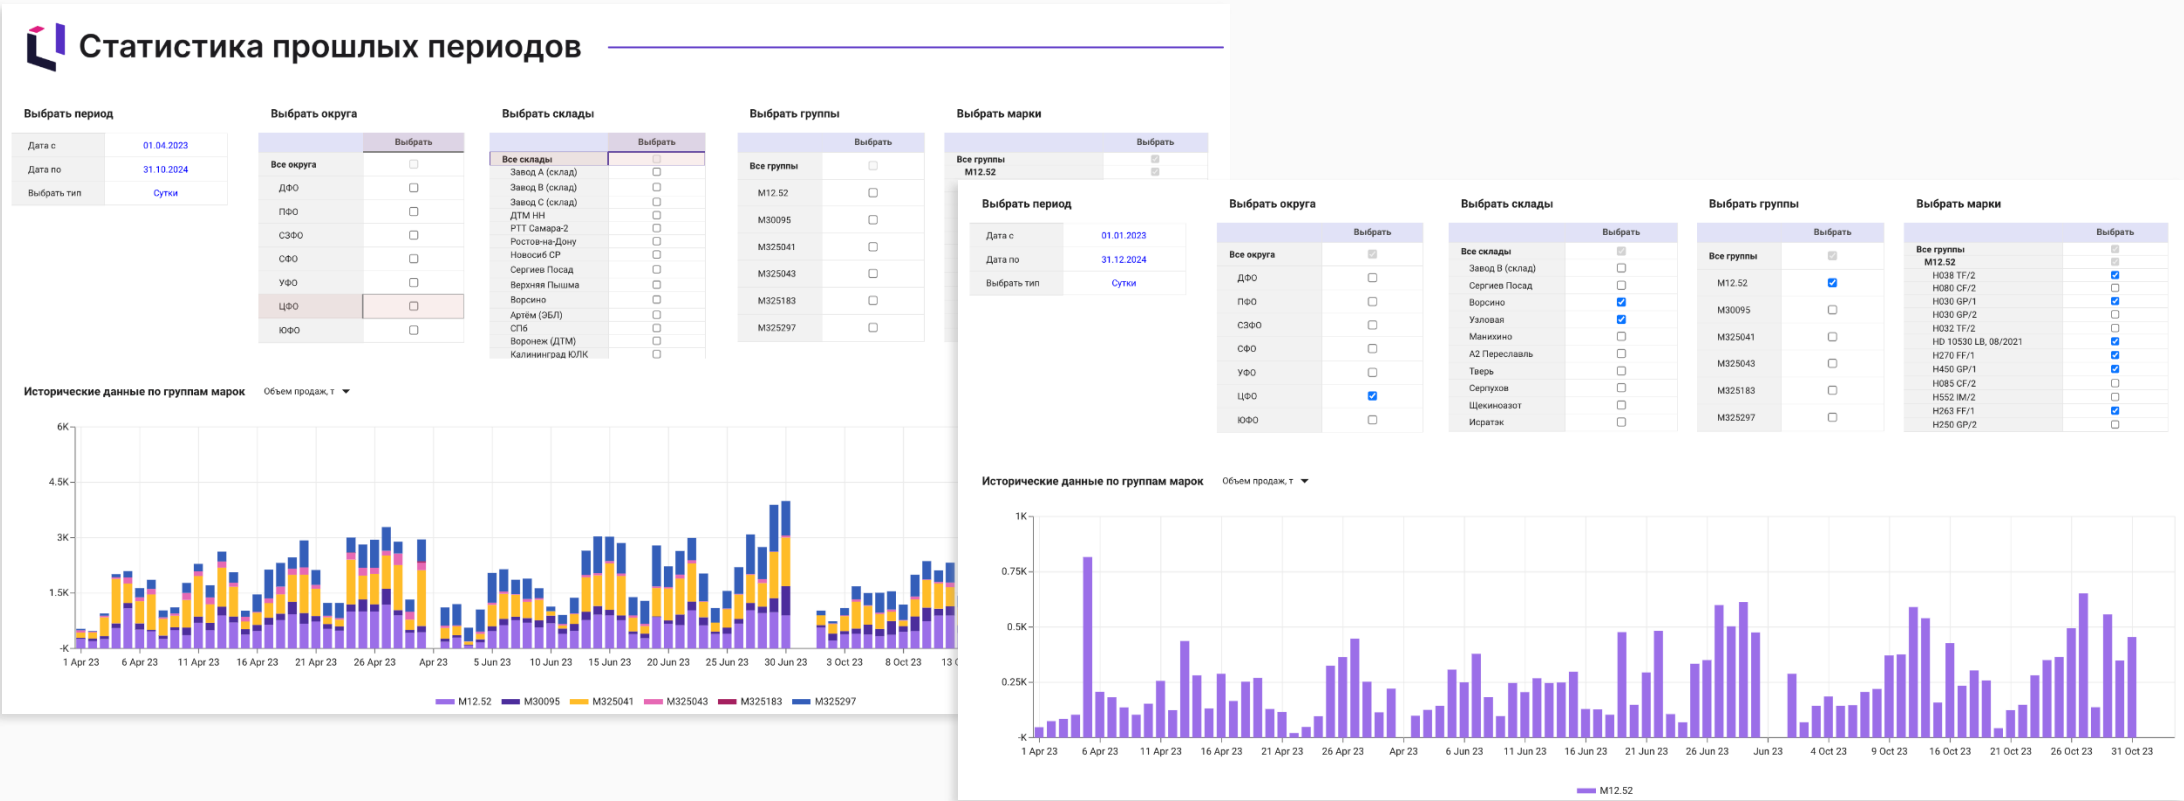 Статистика прошлых периодов
Выбрать период
Дата с 01.04.2023
Дата по 31.10.2024
Выбрать тип Сутки
Выбрать округа
Выбрать
Все округа
ДФО
ПФО
СЗФО
СФО
УФО
ЦФО
ЮФО
Выбрать склады
Выбрать
Все склады
Завод А (склад)
Завод В (склад)
Завод С (склад)
ДТМ НН
РТТ Самара-2
Ростов-на-Дону
Новосиб СР
Сергиев Посад
Верхняя Пышма
Ворсино
Артём (ЭБЛ)
СПб
Воронеж (ДТМ)
Калининград ЮЛК
Выбрать группы
Выбрать
Все группы
M12.52
M30095
M325041
M325043
M325183
M325297
Выбрать марки
Выбрать
Все группы
M12.52
Исторические данные по группам марок Объем продаж, т
6K
4.5K
3K
1.5K
-K
1 Apr 23 6 Apr 23 11 Apr 23 16 Apr 23 21 Apr 23 26 Apr 23 Apr 23 5 Jun 23 10 Jun 23 15 Jun 23 20 Jun 23 25 Jun 23 30 Jun 23 3 Oct 23 8 Oct 23 13 O
M12.52 M30095 M325041 M325043 M325183 M325297
Выбрать период
Дата с 01.01.2023
Дата по 31.12.2024
Выбрать тип Сутки
Выбрать округа
Выбрать
Все округа
ДФО
ПФО
СЗФО
СФО
УФО
ЦФО
ЮФО
Выбрать склады
Выбрать
Все склады
Завод В (склад)
Сергиев Посад
Ворсино
Узловая
Манихино
А2 Переславль
Тверь
Серпухов
Щекиноазот
Исратэк
Выбрать группы
Выбрать
Все группы
M12.52
M30095
M325041
M325043
M325183
M325297
Выбрать марки
Выбрать
Все группы
M12.52
H038 TF/2
H080 CF/2
H030 GP/1
H030 GP/2
H032 TF/2
HD 10530 LB, 08/2021
H270 FF/1
H450 GP/1
H085 CF/2
H552 IM/2
H263 FF/1
H250 GP/2
Исторические данные по группам марок Объем продаж, т
1K
0.75K
0.5K
0.25K
-K
1 Apr 23 6 Apr 23 11 Apr 23 16 Apr 23 21 Apr 23 26 Apr 23 Apr 23 6 Jun 23 11 Jun 23 16 Jun 23 21 Jun 23 26 Jun 23 Jun 23 4 Oct 23 9 Oct 23 16 Oct 23 21 Oct 23 26 Oct 23 31 Oct 23
M12.52